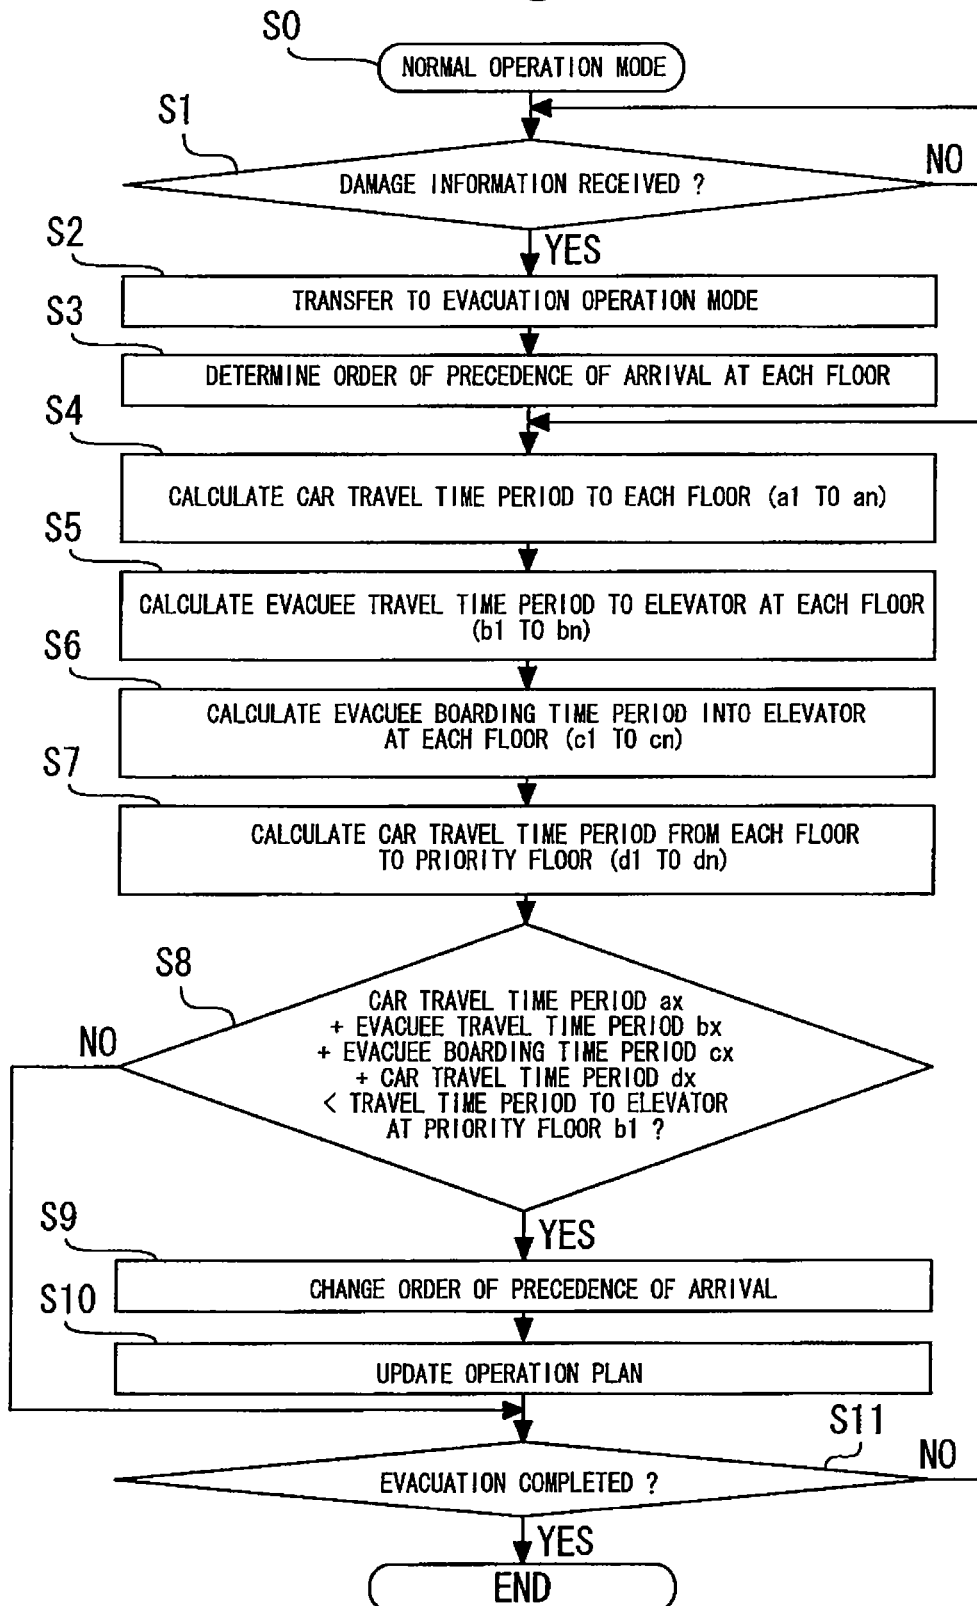 S0
NORMAL OPERATION MODE
S1
DAMAGE INFORMATION RECEIVED ?
NO
YES
S2
TRANSFER TO EVACUATION OPERATION MODE
S3
DETERMINE ORDER OF PRECEDENCE OF ARRIVAL AT EACH FLOOR
S4
CALCULATE CAR TRAVEL TIME PERIOD TO EACH FLOOR (a1 TO an)
S5
CALCULATE EVACUEE TRAVEL TIME PERIOD TO ELEVATOR AT EACH FLOOR
(b1 TO bn)
S6
CALCULATE EVACUEE BOARDING TIME PERIOD INTO ELEVATOR
AT EACH FLOOR (c1 TO cn)
S7
CALCULATE CAR TRAVEL TIME PERIOD FROM EACH FLOOR
TO PRIORITY FLOOR (d1 TO dn)
S8
CAR TRAVEL TIME PERIOD ax
+ EVACUEE TRAVEL TIME PERIOD bx
+ EVACUEE BOARDING TIME PERIOD cx
+ CAR TRAVEL TIME PERIOD dx
< TRAVEL TIME PERIOD TO ELEVATOR
AT PRIORITY FLOOR b1 ?
NO
YES
S9
CHANGE ORDER OF PRECEDENCE OF ARRIVAL
S10
UPDATE OPERATION PLAN
S11
EVACUATION COMPLETED ?
NO
YES
END